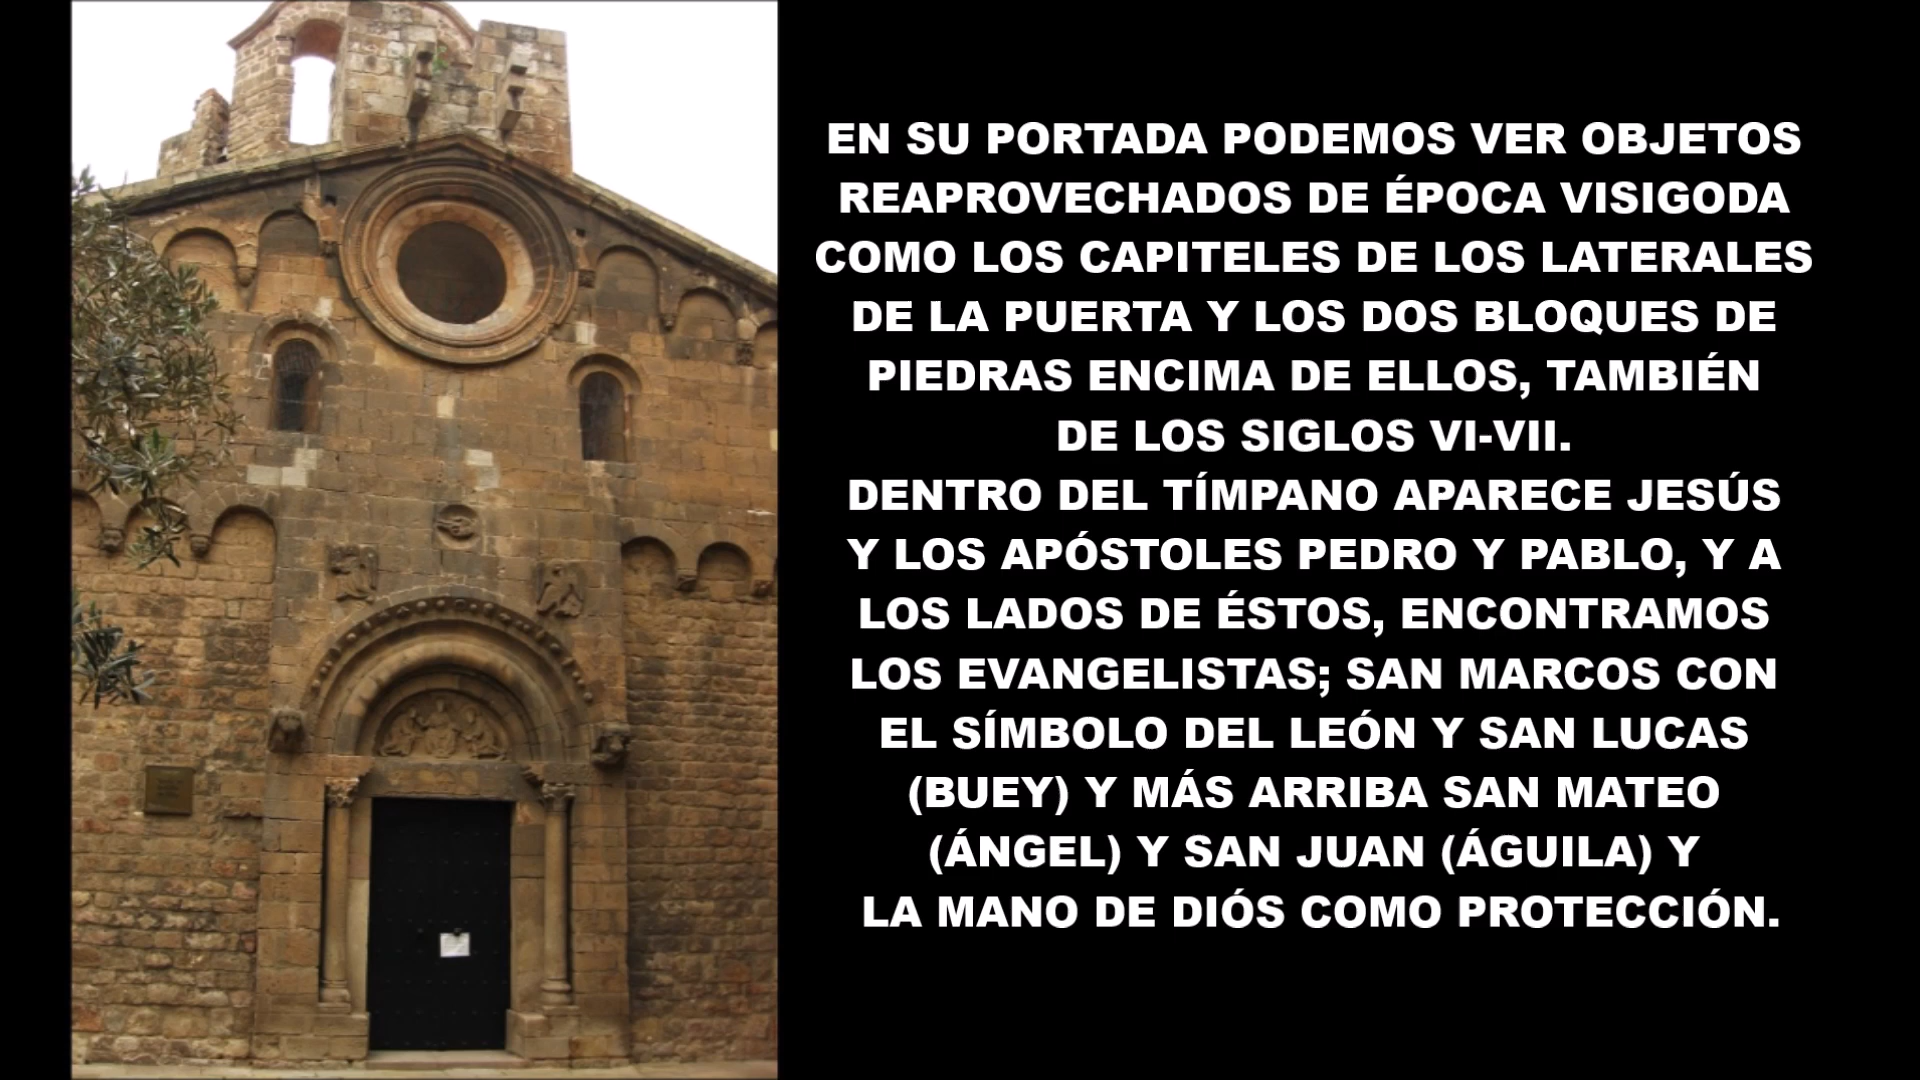 EN SU PORTADA PODEMOS VER OBJETOS
REAPROVECHADOS DE ÉPOCA VISIGODA
COMO LOS CAPITELES DE LOS LATERALES
DE LA PUERTA Y LOS DOS BLOQUES DE
PIEDRAS ENCIMA DE ELLOS, TAMBIÉN
DE LOS SIGLOS VI-VII.
DENTRO DEL TÍMPANO APARECE JESÚS
Y LOS APÓSTOLES PEDRO Y PABLO, Y A
LOS LADOS DE ÉSTOS, ENCONTRAMOS
LOS EVANGELISTAS; SAN MARCOS CON
EL SÍMBOLO DEL LEÓN Y SAN LUCAS
(BUEY) Y MÁS ARRIBA SAN MATEO
(ÁNGEL) Y SAN JUAN (ÁGUILA) Y
LA MANO DE DIÓS COMO PROTECCIÓN.